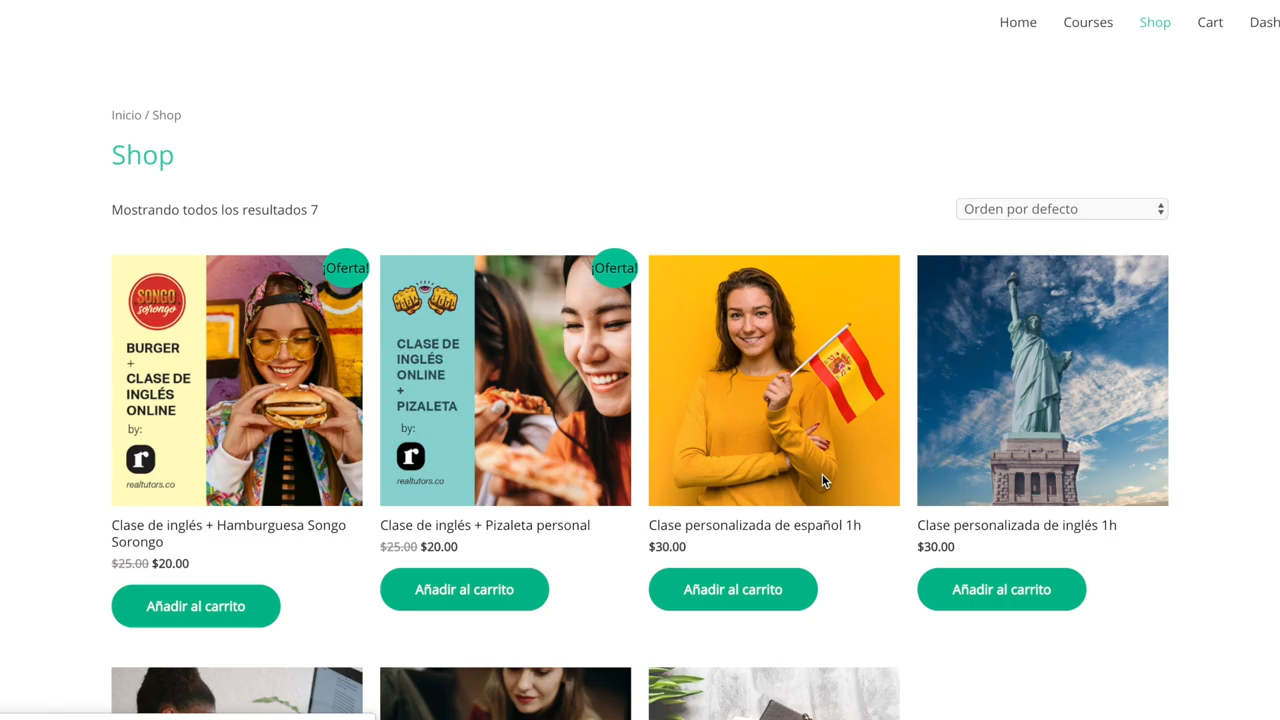 Home Courses Shop Cart Dash
Inicio / Shop
Shop
Mostrando todos los resultados 7
Orden por defecto
¡Oferta!
SONGO
sorongo
BURGER
+
CLASE DE
INGLÉS
ONLINE
by:
r
realtutors.co
¡Oferta!
CLASE DE
INGLÉS
ONLINE
+
PIZALETA
by:
r
realtutors.co
Clase de inglés + Hamburguesa Songo
Sorongo
$25.00 $20.00
Añadir al carrito
Clase de inglés + Pizaleta personal
$25.00 $20.00
Añadir al carrito
Clase personalizada de español 1h
$30.00
Añadir al carrito
Clase personalizada de inglés 1h
$30.00
Añadir al carrito